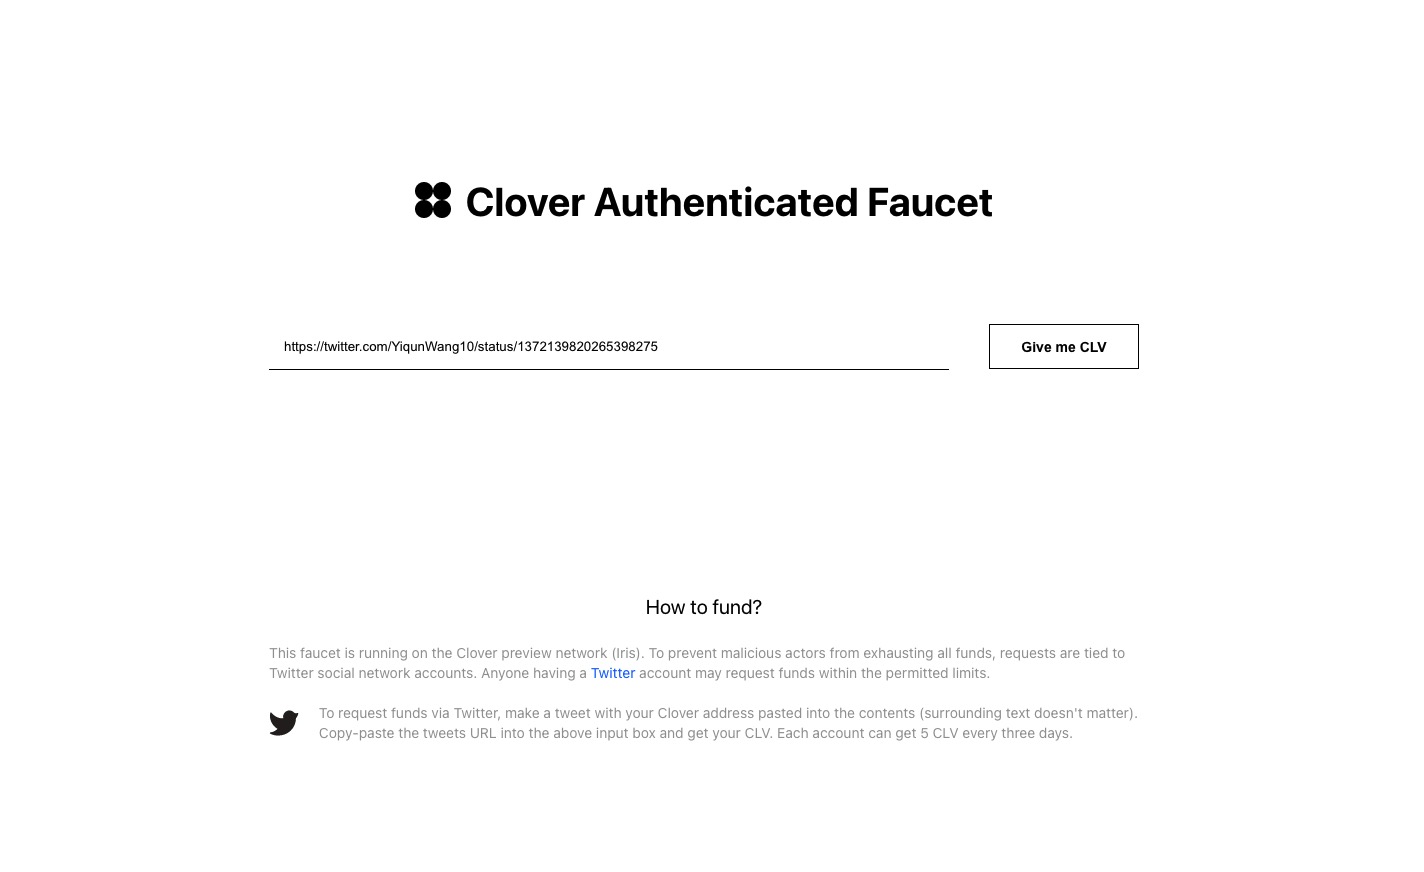 Clover Authenticated Faucet
https://twitter.com/YiqunWang10/status/1372139820265398275
Give me CLV
How to fund?
This faucet is running on the Clover preview network (Iris). To prevent malicious actors from exhausting all funds, requests are tied to
Twitter social network accounts. Anyone having a Twitter account may request funds within the permitted limits.
To request funds via Twitter, make a tweet with your Clover address pasted into the contents (surrounding text doesn't matter).
Copy-paste the tweets URL into the above input box and get your CLV. Each account can get 5 CLV every three days.